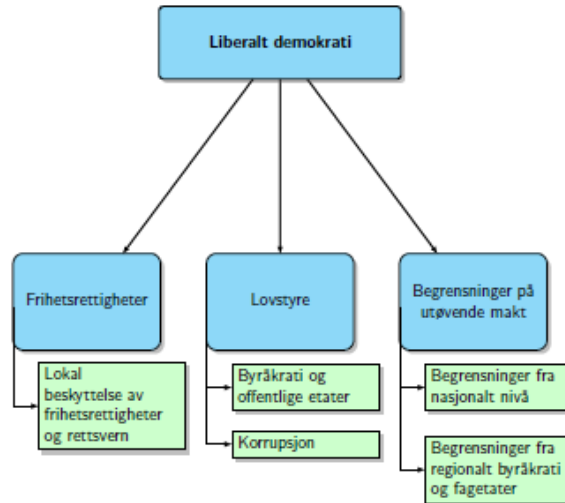 Liberalt demokrati
Frihetsrettigheter
Lovstyre
Begrensninger på
utøvende makt
Lokal
beskyttelse av
frihetsrettigheter
og rettsvern
Byråkrati og
offentlige etater
Korrupsjon
Begrensninger fra
nasjonalt nivå
Begrensninger fra
regionalt byråkrati
og fagetater